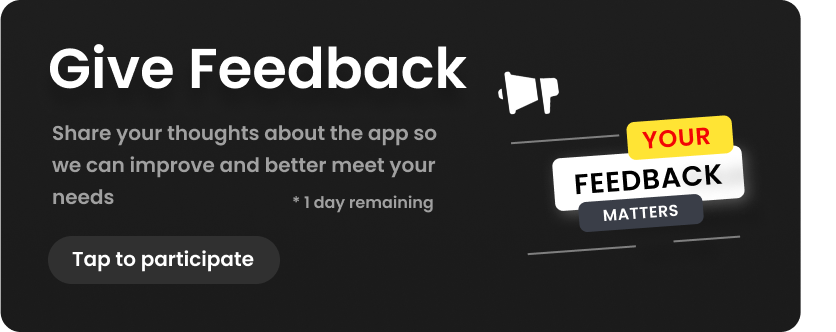 Give Feedback
Share your thoughts about the app so
we can improve and better meet your
needs
* 1 day remaining
Tap to participate
YOUR
FEEDBACK
MATTERS